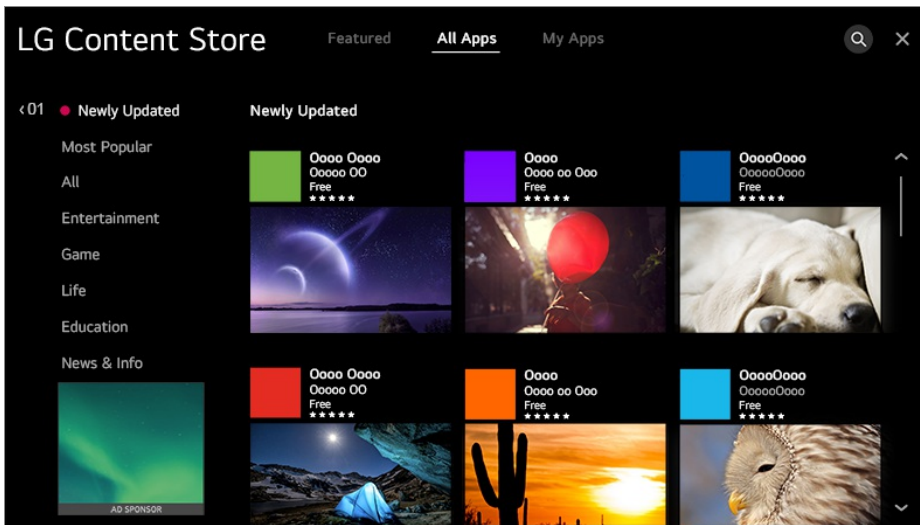 LG Content Store
Featured
All Apps
My Apps
‹01
Newly Updated
Most Popular
All
Entertainment
Game
Life
Education
News & Info
AD SPONSOR
Newly Updated
Oooo Oooo
Ooooo OO
Free
★★★★★
Oooo
Oooo oo Ooo
Free
★★★★★
OoooOooo
OooooOooo
Free
★★★★★
Oooo Oooo
Ooooo OO
Free
★★★★★
Oooo
Oooo oo Ooo
Free
★★★★★
OoooOooo
OooooOooo
Free
★★★★★